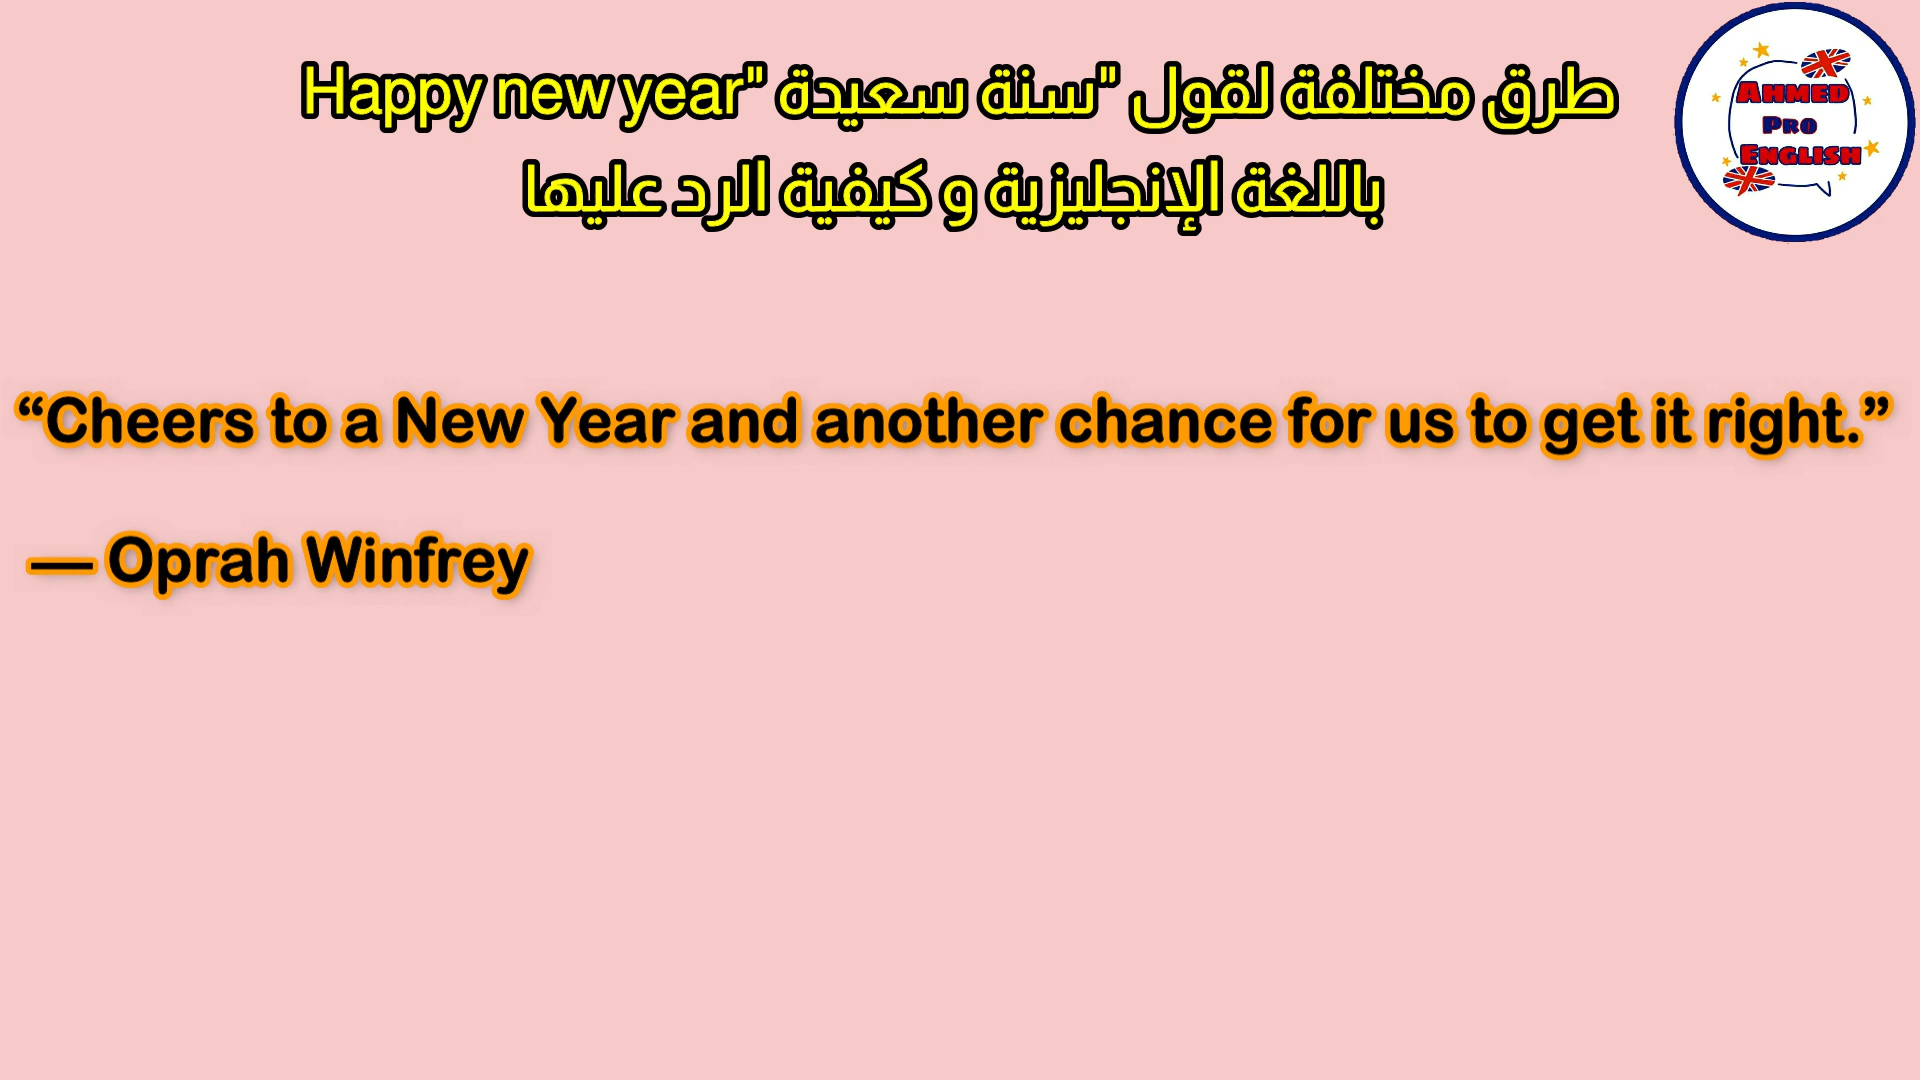 طرق مختلفة لقول "سنة سعيدة "Happy new year
باللغة الإنجليزية و كيفية الرد عليها
AHMED
PRO
ENGLISH
“Cheers to a New Year and another chance for us to get it right.”
— Oprah Winfrey